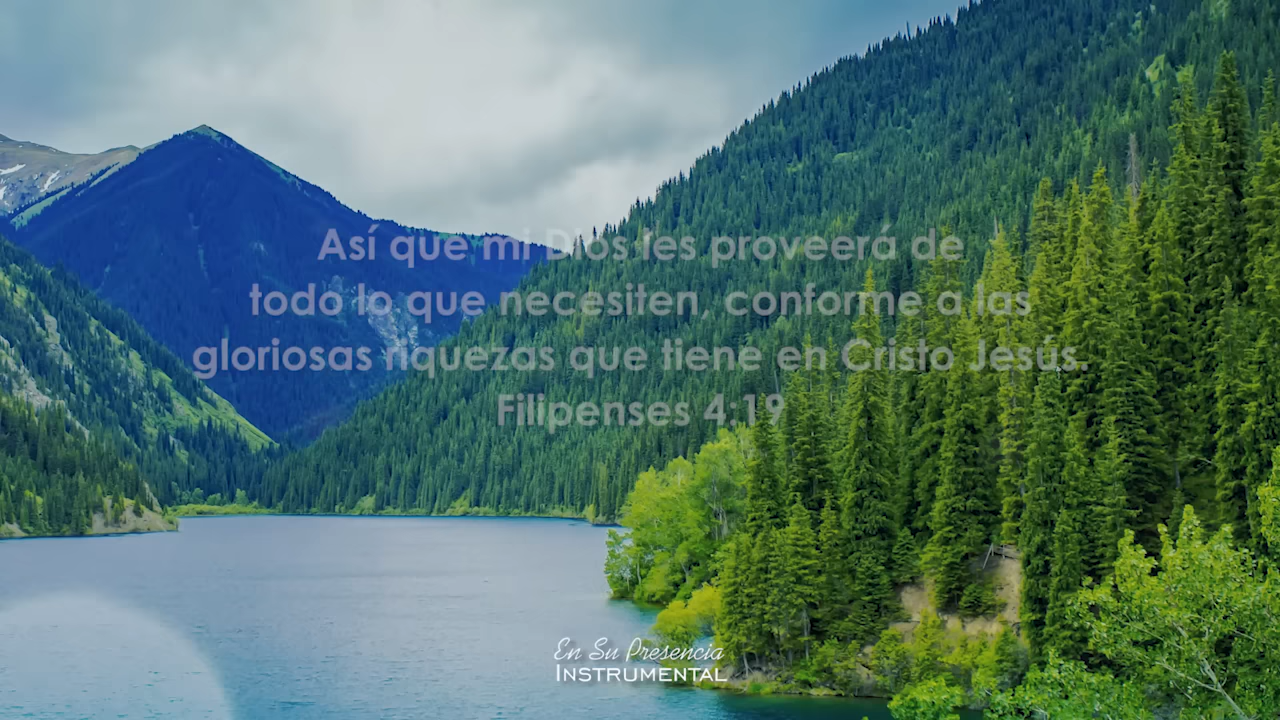 Así que mi Dios les proveerá de
todo lo que necesiten, conforme a las
gloriosas riquezas que tiene en Cristo Jesús.
Filipenses 4:19
En Su Presencia
INSTRUMENTAL